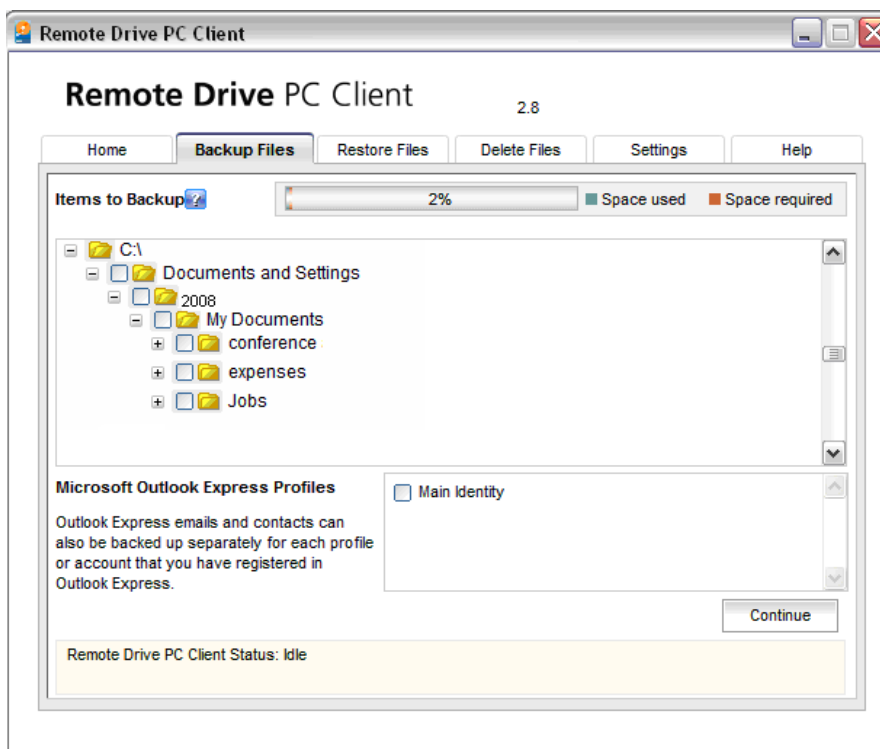 Remote Drive PC Client
Remote Drive PC Client 2.8
Home Backup Files Restore Files Delete Files Settings Help
Items to Backup ? 2% Space used Space required
C:\
Documents and Settings
2008
My Documents
conference
expenses
Jobs
Microsoft Outlook Express Profiles
Outlook Express emails and contacts can
also be backed up separately for each profile
or account that you have registered in
Outlook Express.
Main Identity
Continue
Remote Drive PC Client Status: Idle